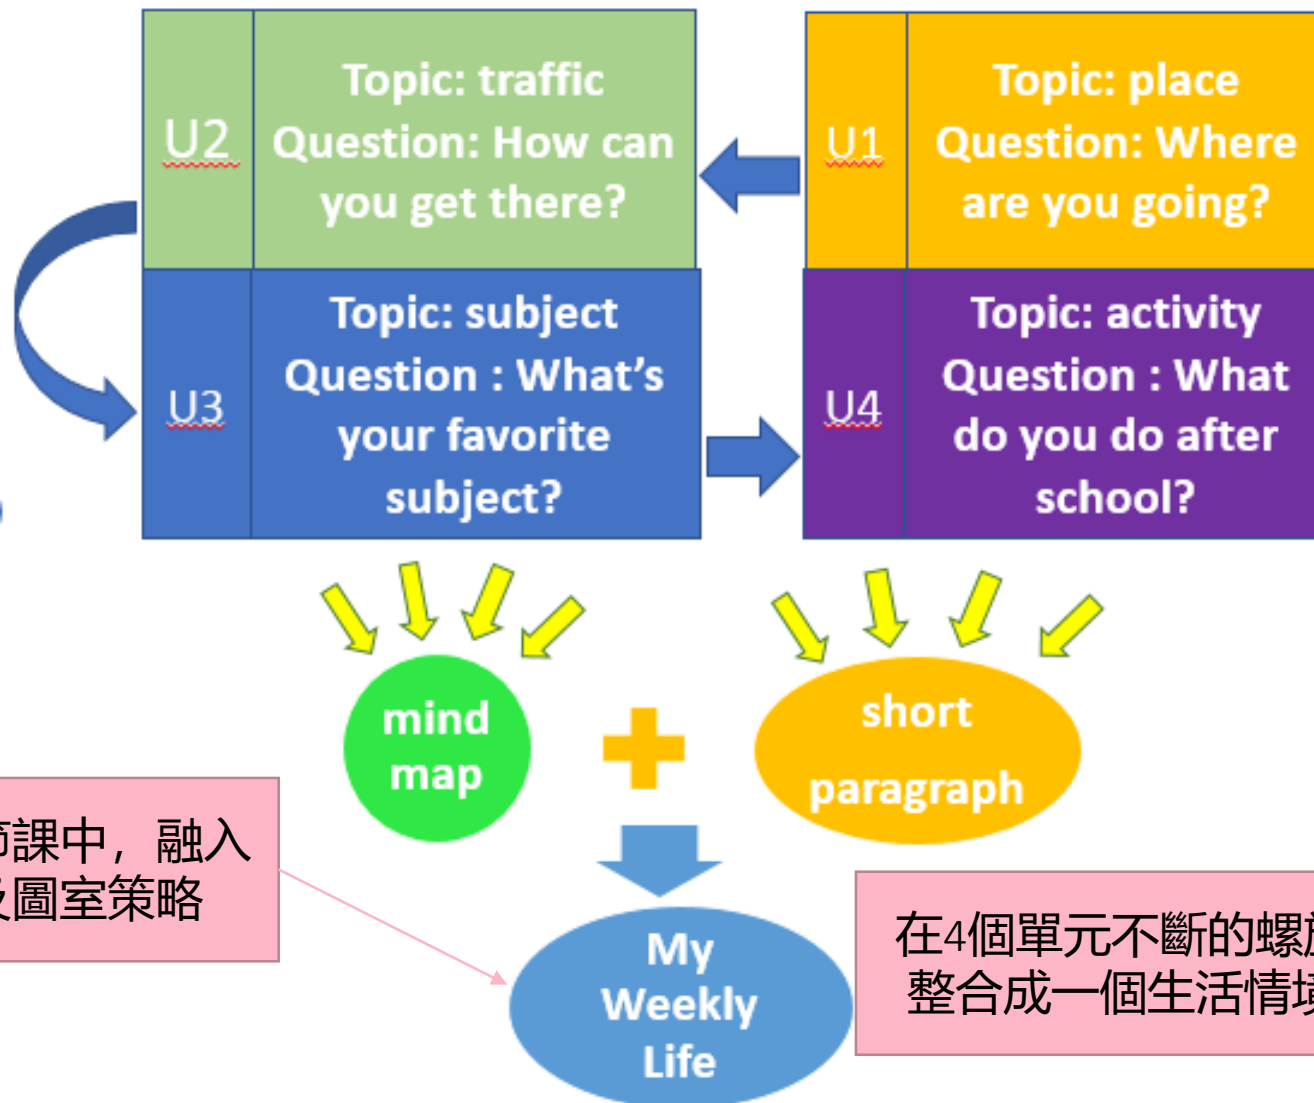 U2
Topic: traffic
Question: How can
you get there?
U1
Topic: place
Question: Where
are you going?
U3
Topic: subject
Question : What’s
your favorite
subject?
U4
Topic: activity
Question : What
do you do after
school?
mind
map
short
paragraph
課中，融入
圖室策略
在4個單元不斷的螺
整合成一個生活情境
My
Weekly
Life